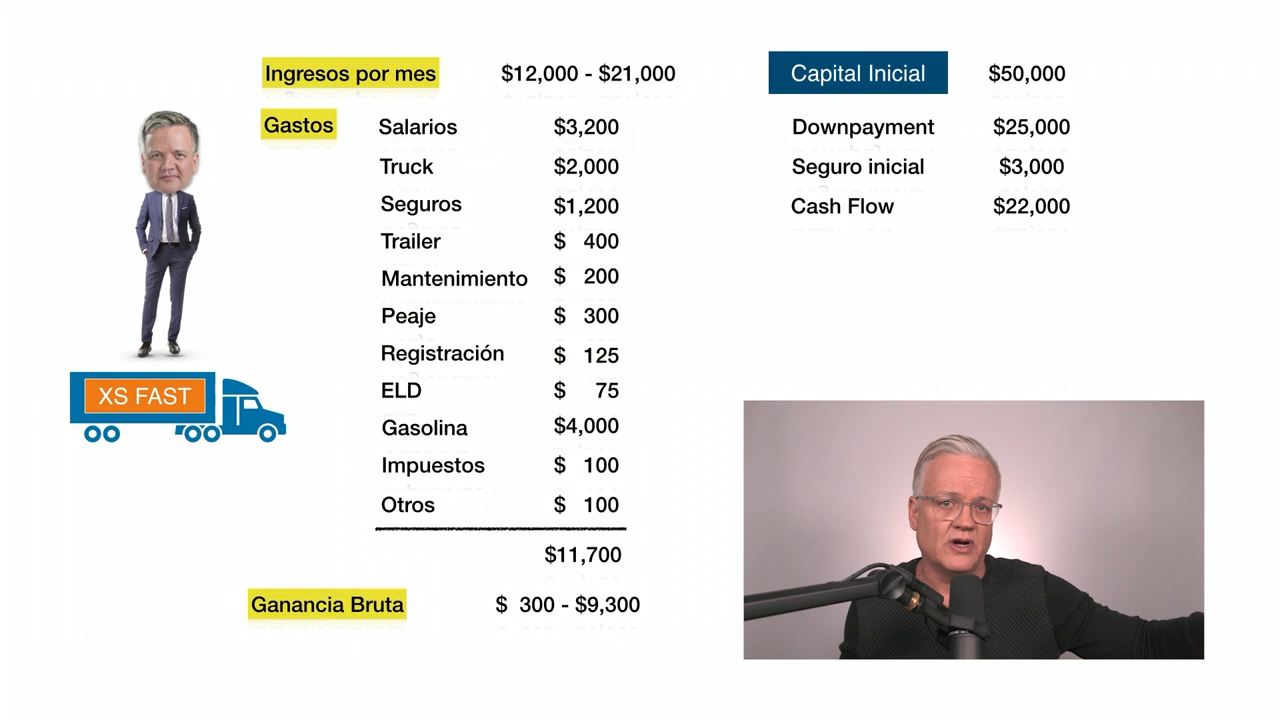 Ingresos por mes $12,000 - $21,000
Gastos Salarios $3,200
Truck $2,000
Seguros $1,200
Trailer $ 400
Mantenimiento $ 200
Peaje $ 300
Registración $ 125
ELD $ 75
Gasolina $4,000
Impuestos $ 100
Otros $ 100
$11,700
Ganancia Bruta $ 300 - $9,300
XS FAST
Capital Inicial $50,000
Downpayment $25,000
Seguro inicial $3,000
Cash Flow $22,000